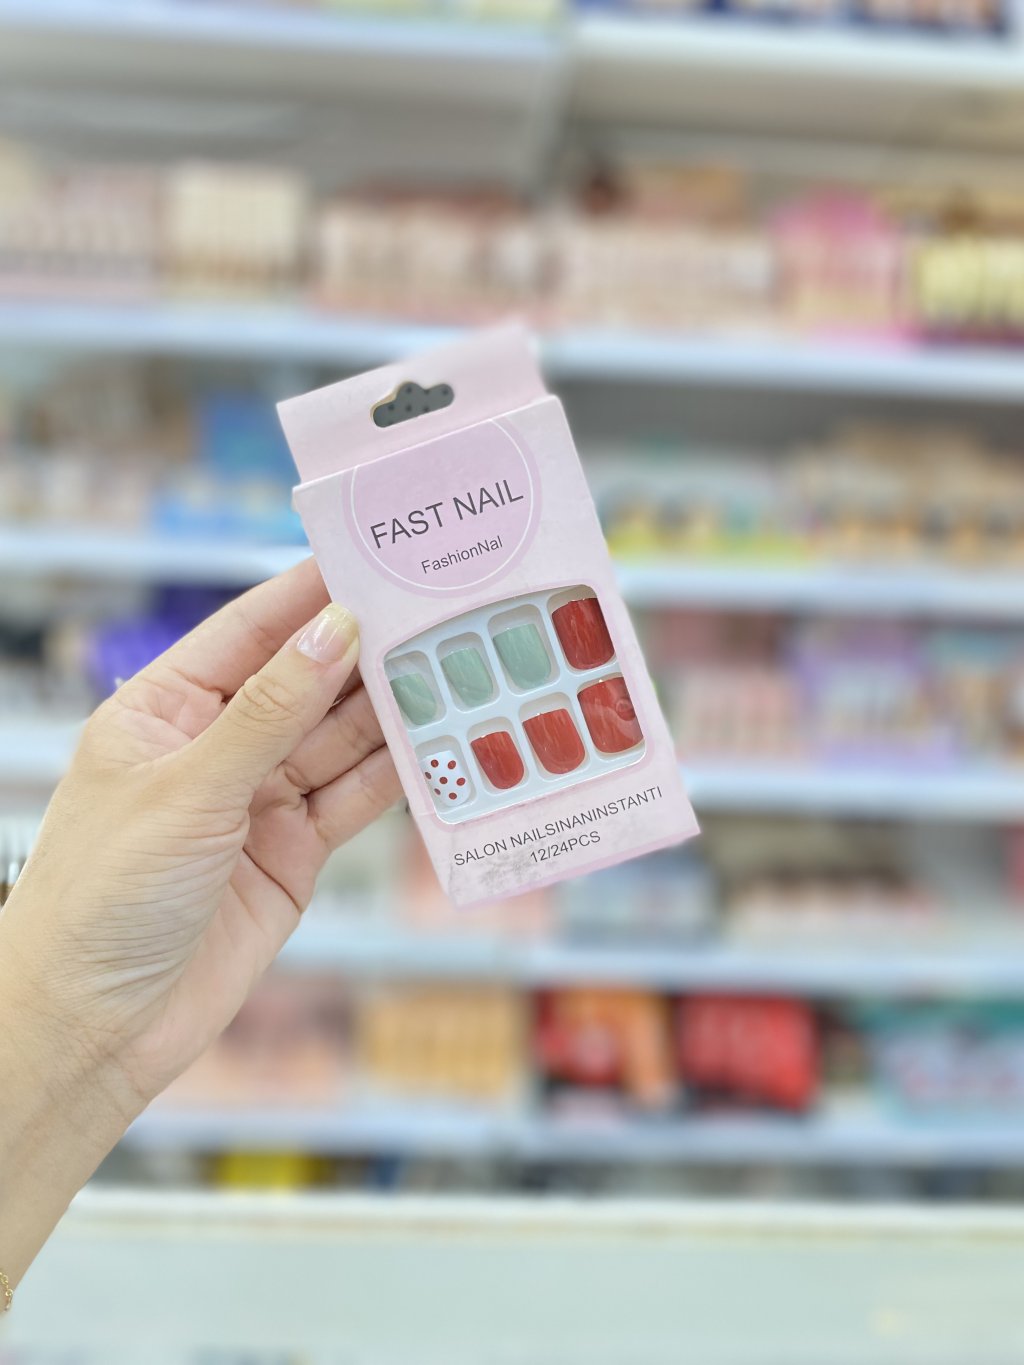 FAST NAIL
FashionNal
SALON NAILSINANINSTANTI
12/24PCS